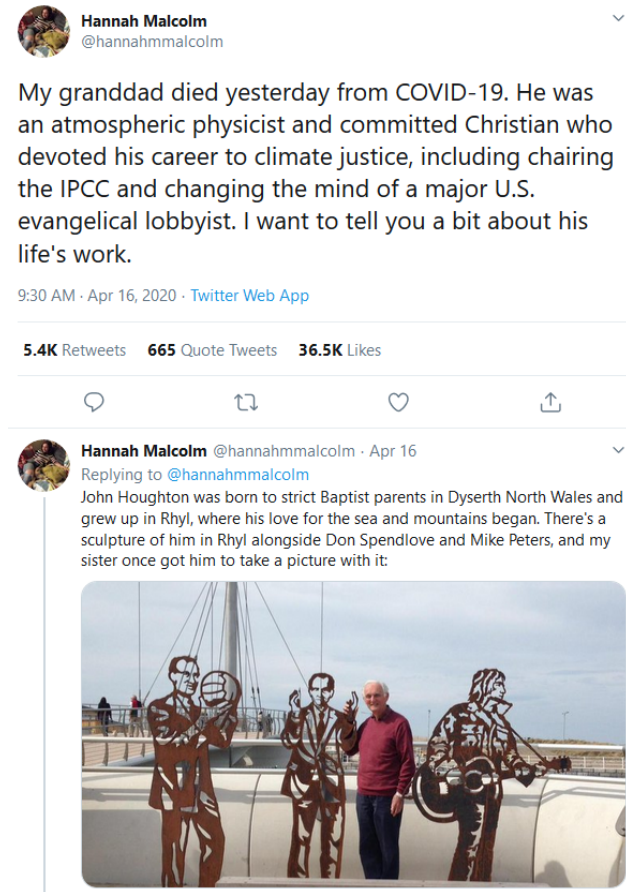 Hannah Malcolm
@hannahmmalcolm
My granddad died yesterday from COVID-19. He was
an atmospheric physicist and committed Christian who
devoted his career to climate justice, including chairing
the IPCC and changing the mind of a major U.S.
evangelical lobbyist. I want to tell you a bit about his
life's work.
9:30 AM · Apr 16, 2020 · Twitter Web App
5.4K Retweets 665 Quote Tweets 36.5K Likes
Hannah Malcolm @hannahmmalcolm · Apr 16
Replying to @hannahmmalcolm
John Houghton was born to strict Baptist parents in Dyserth North Wales and
grew up in Rhyl, where his love for the sea and mountains began. There's a
sculpture of him in Rhyl alongside Don Spendlove and Mike Peters, and my
sister once got him to take a picture with it: